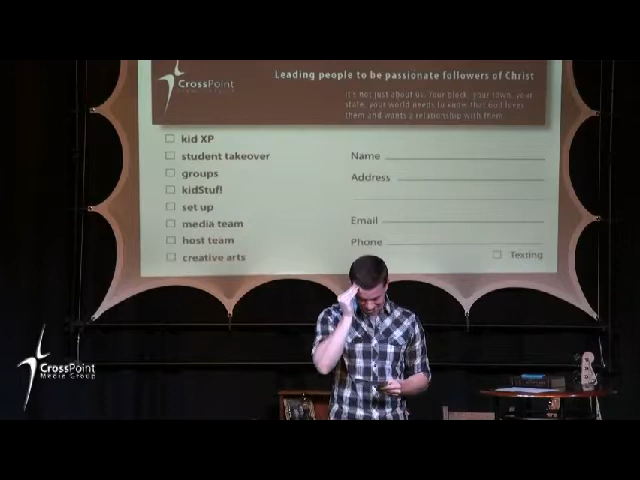 CrossPoint
Leading people to be passionate followers of Christ
It's not just about us. Your block, your town, your
state, your world needs to know that God loves
them and wants a relationship with them.
kid XP
student takeover
groups
kidStuf!
set up
media team
host team
creative arts
Name
Address
Email
Phone
Texting
CrossPoint
Media Group